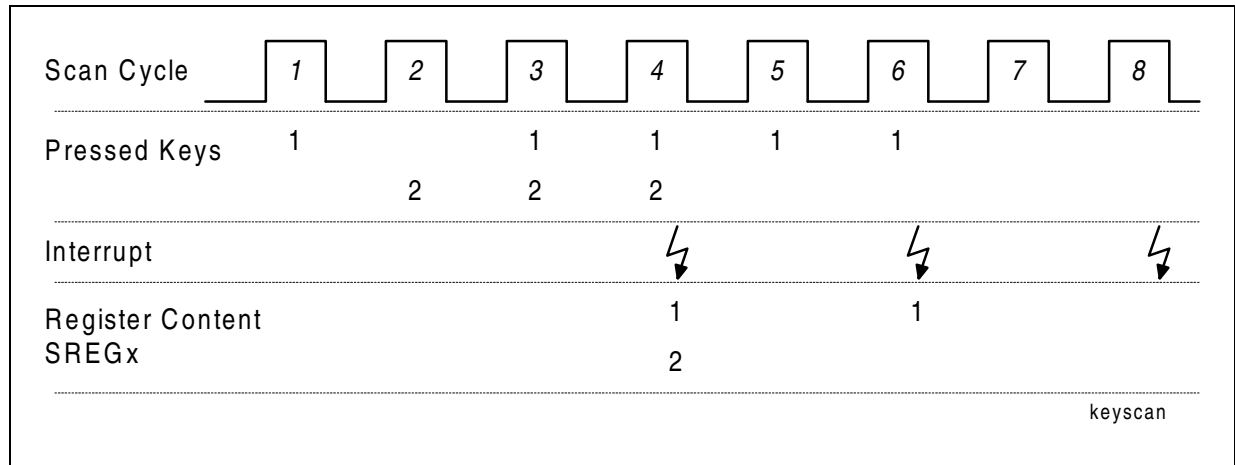 Scan Cycle 1 2 3 4 5 6 7 8
Pressed Keys 1 1 1 1 1
2 2 2
Interrupt
Register Content 1 1
SREGx 2
keyscan